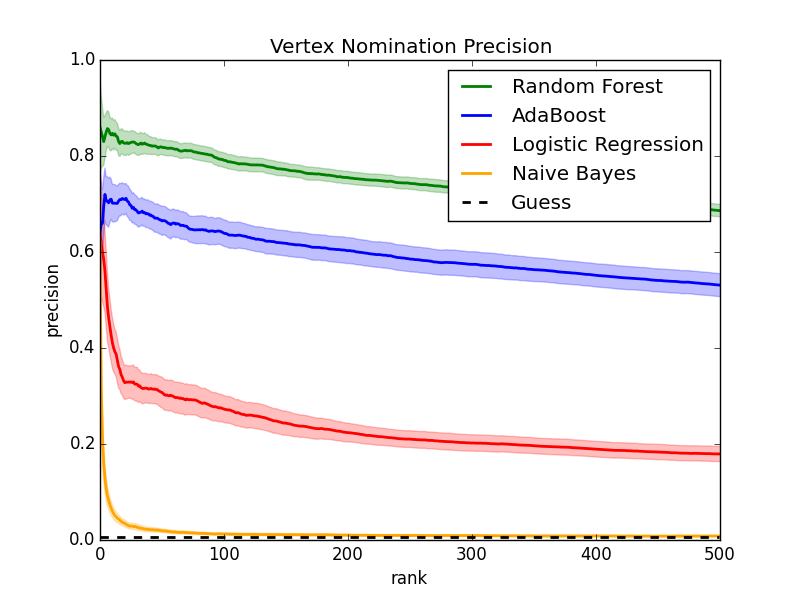 Vertex Nomination Precision
1.0
0.8
0.6
0.4
0.2
0.0
precision
Random Forest
AdaBoost
Logistic Regression
Naive Bayes
Guess
0 100 200 300 400 500
rank